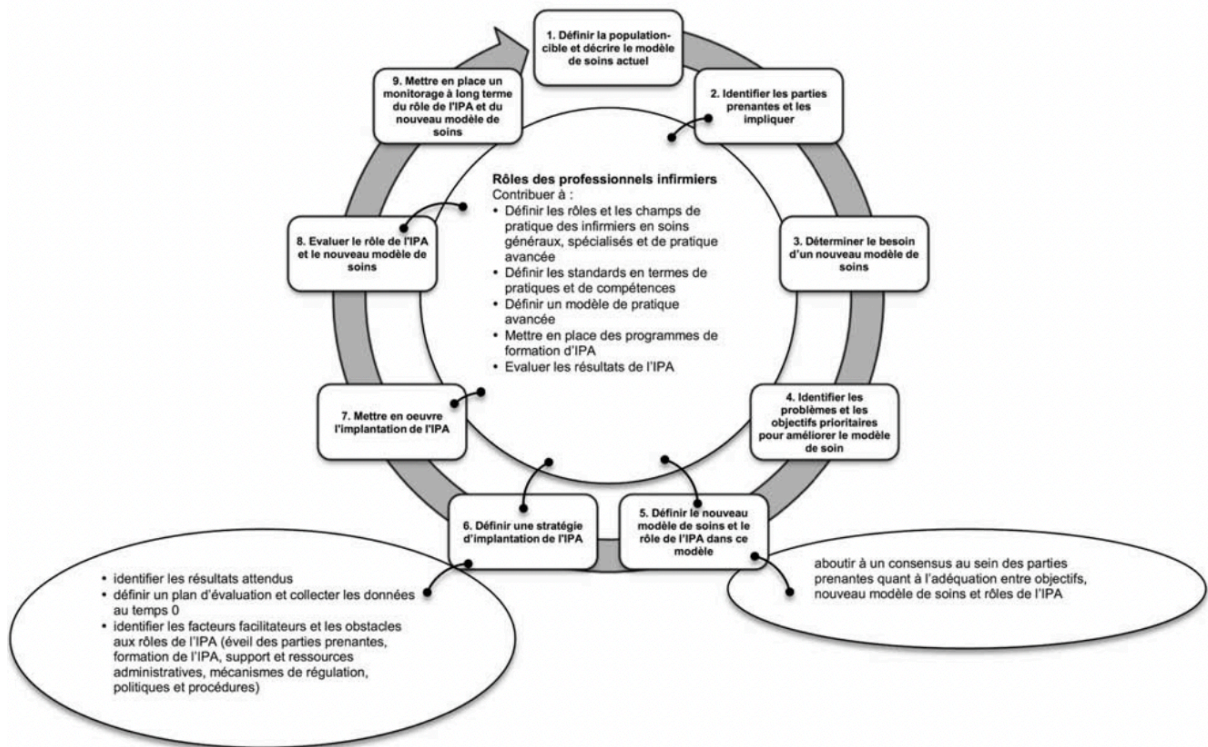 1. Définir la population-
cible et décrire le modèle
de soins actuel
2. Identifier les parties
prenantes et les
impliquer
3. Déterminer le besoin
d'un nouveau modèle de
soins
4. Identifier les
problèmes et les
objectifs prioritaires
pour améliorer le modèle
de soin
5. Définir le nouveau
modèle de soins et le
rôle de l'IPA dans ce
modèle
6. Définir une stratégie
d'implantation de l'IPA
7. Mettre en oeuvre
l'implantation de l'IPA
8. Evaluer le rôle de l'IPA
et le nouveau modèle de
soins
9. Mettre en place un
monitorage à long terme
du rôle de l'IPA et du
nouveau modèle de
soins
Rôles des professionnels infirmiers
Contribuer à :
• Définir les rôles et les champs de
pratique des infirmiers en soins
généraux, spécialisés et de pratique
avancée
• Définir les standards en termes de
pratiques et de compétences
• Définir un modèle de pratique
avancée
• Mettre en place des programmes de
formation d'IPA
• Evaluer les résultats de l'IPA
• identifier les résultats attendus
• définir un plan d'évaluation et collecter les données
au temps 0
• identifier les facteurs facilitateurs et les obstacles
aux rôles de l'IPA (éveil des parties prenantes,
formation de l'IPA, support et ressources
administratives, mécanismes de régulation,
politiques et procédures)
aboutir à un consensus au sein des parties
prenantes quant à l'adéquation entre objectifs,
nouveau modèle de soins et rôles de l'IPA